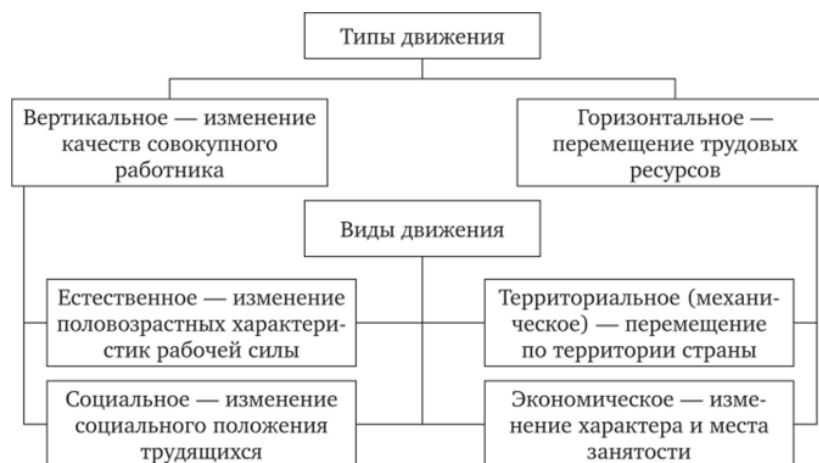 Типы движения
Вертикальное — изменение
качеств совокупного
работника
Горизонтальное —
перемещение трудовых
ресурсов
Виды движения
Естественное — изменение
половозрастных характери-
стик рабочей силы
Территориальное (механи-
ческое) — перемещение
по территории страны
Социальное — изменение
социального положения
трудящихся
Экономическое — изме-
нение характера и места
занятости